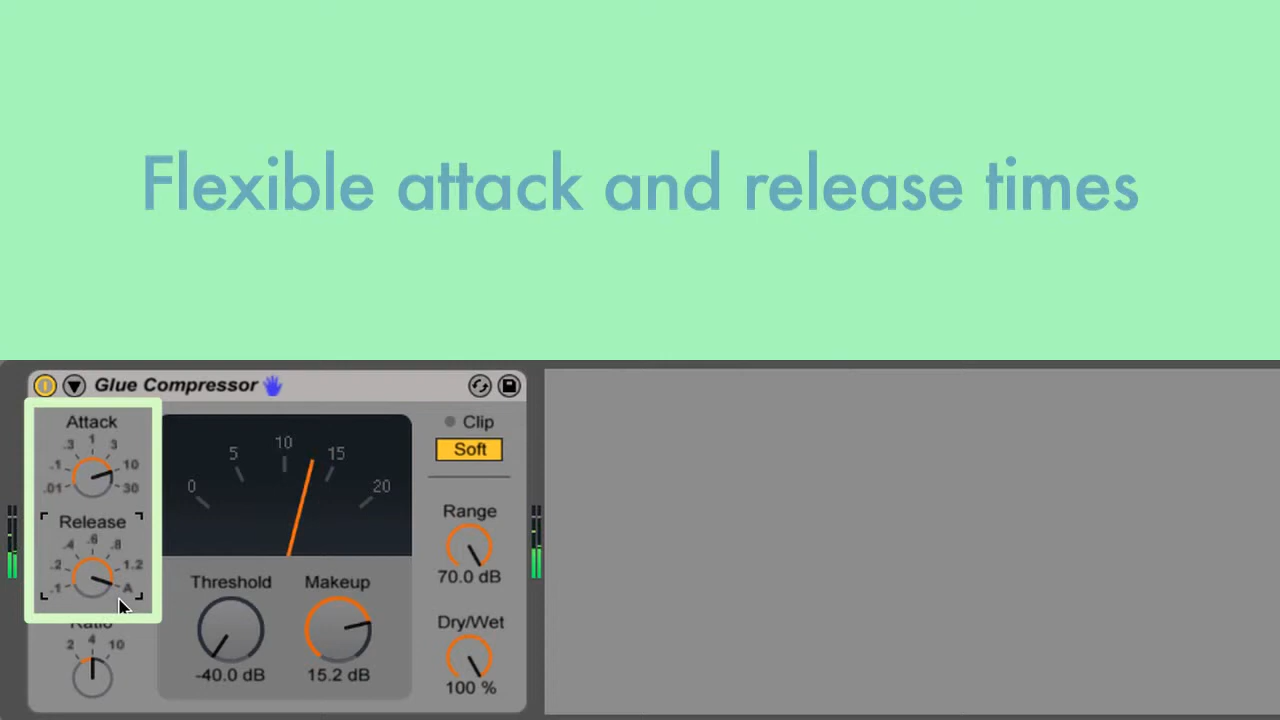 Flexible attack and release times
Glue Compressor
Attack
.3 1 3
.1 10
.01 30
Release
.4 .6 .8
.2 1.2
.1 A
Ratio
2 4 10
0 5 10 15 20
Threshold
-40.0 dB
Makeup
15.2 dB
Clip
Soft
Range
70.0 dB
Dry/Wet
100 %